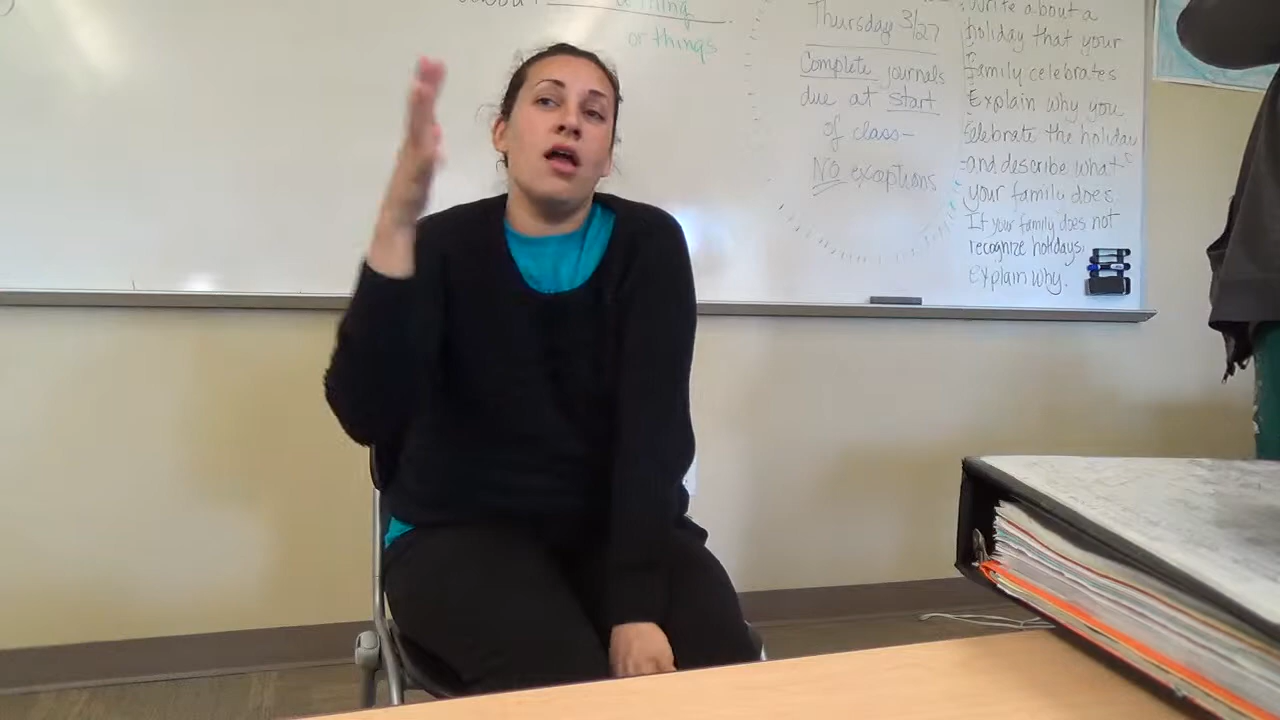 a thing
or things
Thursday 3/27
Complete journals
due at start
of class-
NO exceptions
Write about a
holiday that your
family celebrates
Explain why you
celebrate the holiday
and describe what
your family does.
If your family does not
recognize holidays,
explain why.